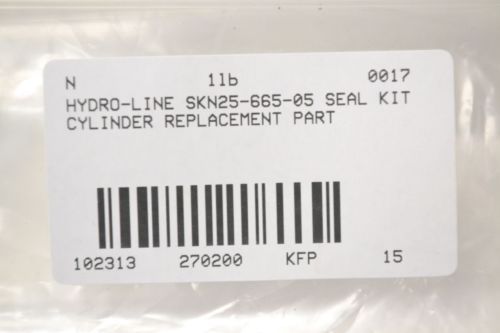 N 1lb 0017
HYDRO-LINE SKN25-665-05 SEAL KIT
CYLINDER REPLACEMENT PART
102313 270200 KFP 15